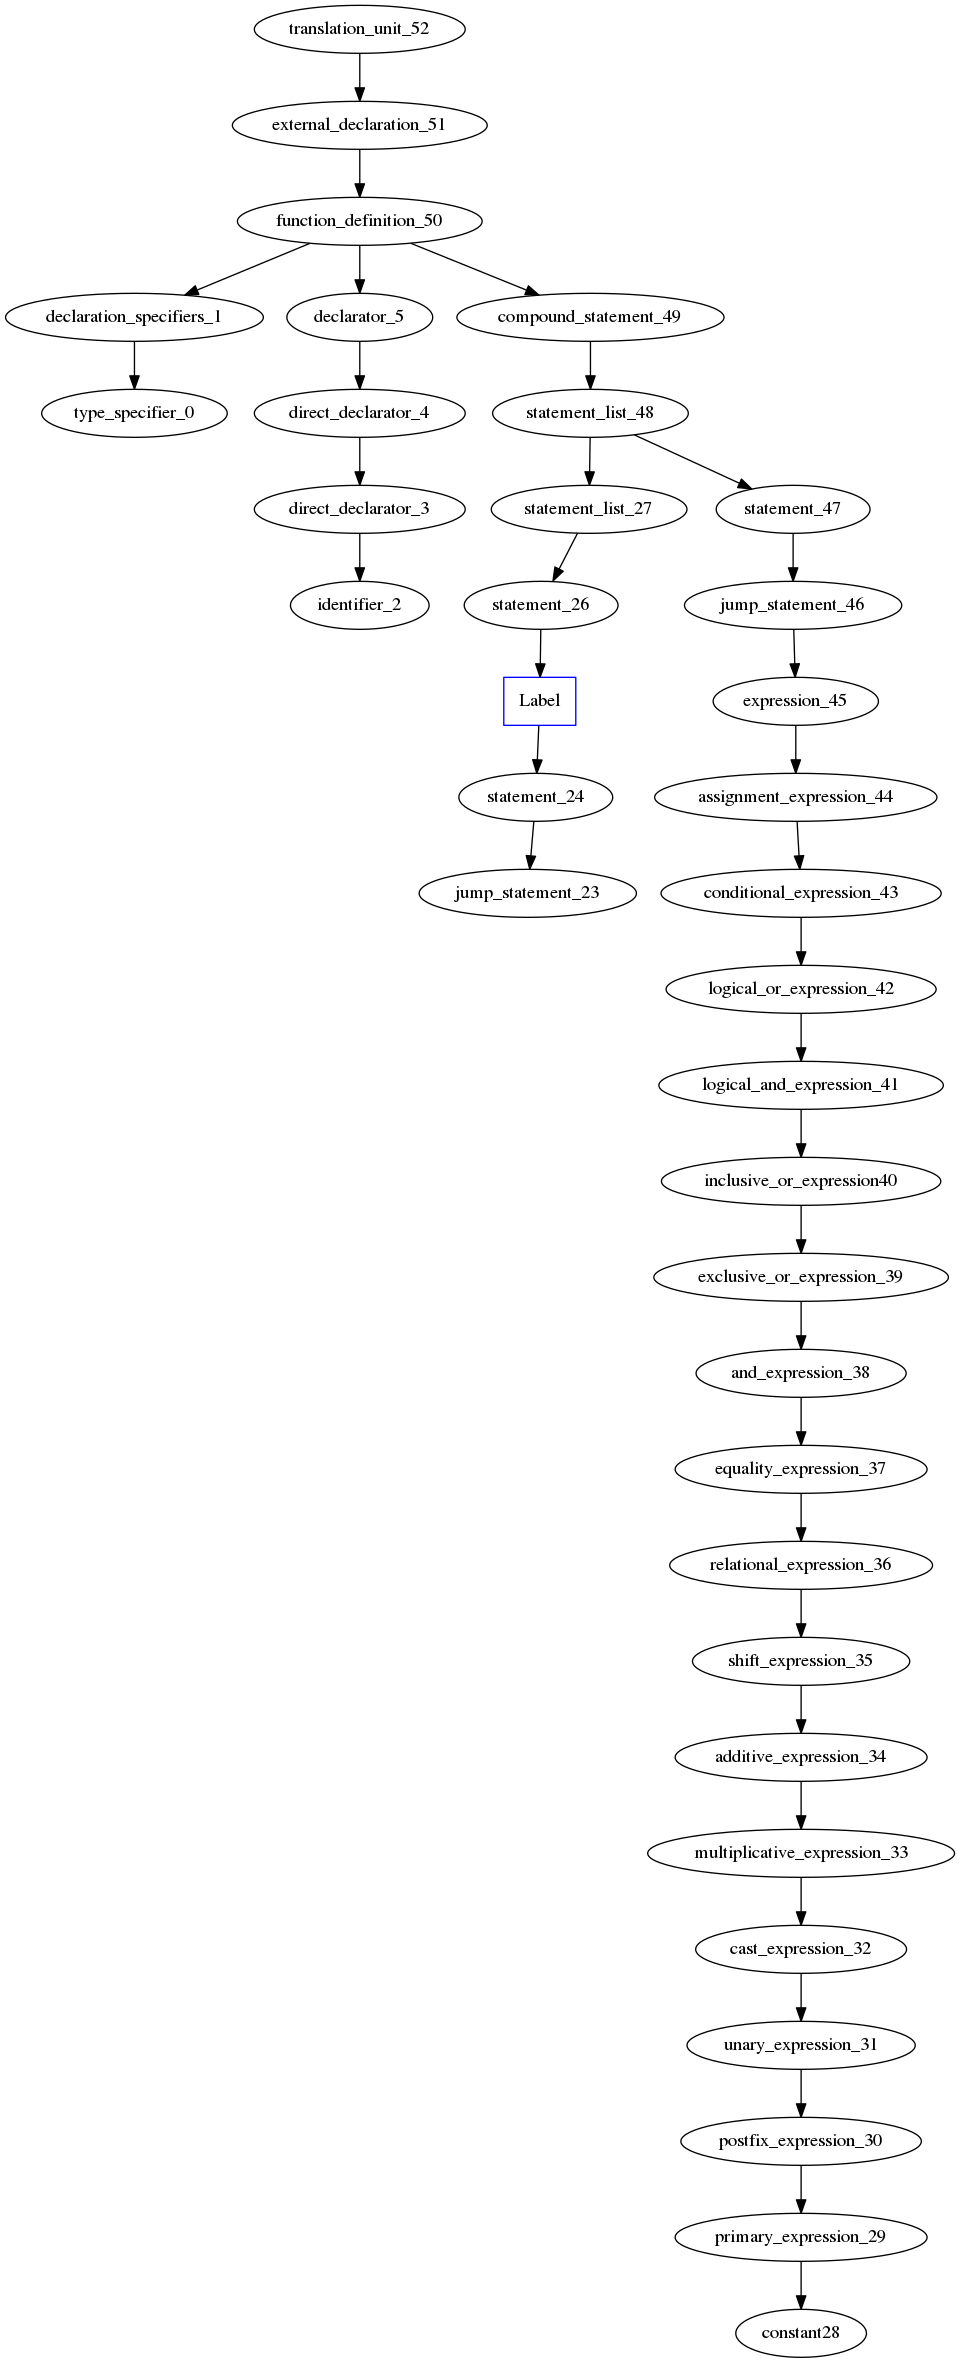 translation_unit_52
external_declaration_51
function_definition_50
declaration_specifiers_1
declarator_5
compound_statement_49
type_specifier_0
direct_declarator_4
statement_list_48
direct_declarator_3
statement_list_27
statement_47
identifier_2
statement_26
jump_statement_46
Label
expression_45
statement_24
assignment_expression_44
jump_statement_23
conditional_expression_43
logical_or_expression_42
logical_and_expression_41
inclusive_or_expression40
exclusive_or_expression_39
and_expression_38
equality_expression_37
relational_expression_36
shift_expression_35
additive_expression_34
multiplicative_expression_33
cast_expression_32
unary_expression_31
postfix_expression_30
primary_expression_29
constant28